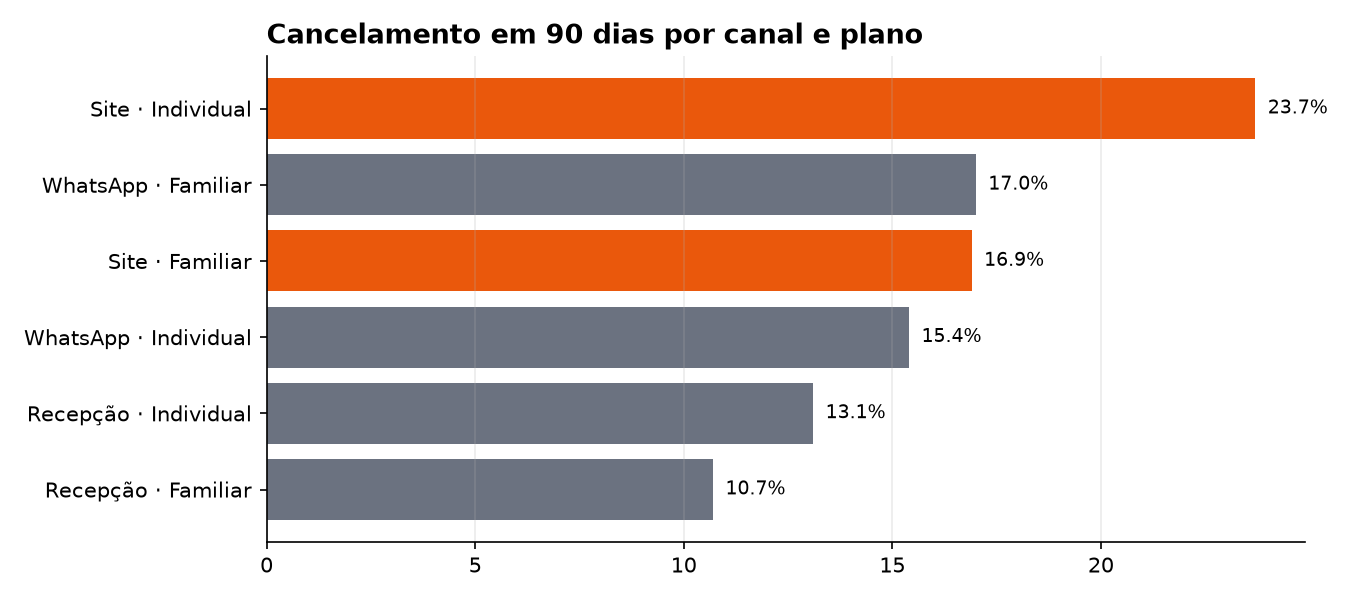 Cancelamento em 90 dias por canal e plano
Site · Individual 23.7%
WhatsApp · Familiar 17.0%
Site · Familiar 16.9%
WhatsApp · Individual 15.4%
Recepção · Individual 13.1%
Recepção · Familiar 10.7%
0 5 10 15 20